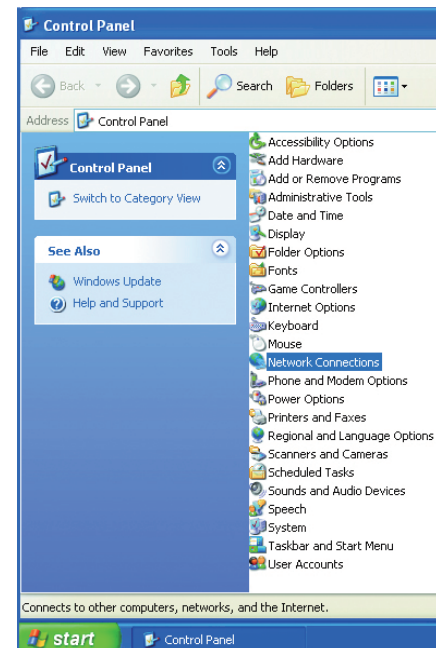 Control Panel
File Edit View Favorites Tools Help
Back Search Folders
Address Control Panel
Control Panel
Switch to Category View
See Also
Windows Update
Help and Support
Accessibility Options
Add Hardware
Add or Remove Programs
Administrative Tools
Date and Time
Display
Folder Options
Fonts
Game Controllers
Internet Options
Keyboard
Mouse
Network Connections
Phone and Modem Options
Power Options
Printers and Faxes
Regional and Language Options
Scanners and Cameras
Scheduled Tasks
Sounds and Audio Devices
Speech
System
Taskbar and Start Menu
User Accounts
Connects to other computers, networks, and the Internet.
start Control Panel